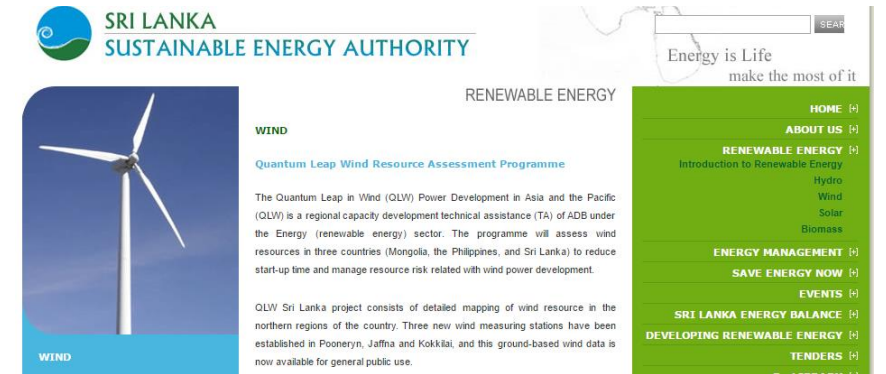 SRI LANKA
SUSTAINABLE ENERGY AUTHORITY
SEAR
Energy is Life
make the most of it
RENEWABLE ENERGY
WIND
Quantum Leap Wind Resource Assessment Programme
The Quantum Leap in Wind (QLW) Power Development in Asia and the Pacific
(QLW) is a regional capacity development technical assistance (TA) of ADB under
the Energy (renewable energy) sector. The programme will assess wind
resources in three countries (Mongolia, the Philippines, and Sri Lanka) to reduce
start-up time and manage resource risk related with wind power development.
QLW Sri Lanka project consists of detailed mapping of wind resource in the
northern regions of the country. Three new wind measuring stations have been
established in Pooneryn, Jaffna and Kokkilai, and this ground-based wind data is
now available for general public use.
WIND
HOME [+]
ABOUT US [+]
RENEWABLE ENERGY [+]
Introduction to Renewable Energy
Hydro
Wind
Solar
Biomass
ENERGY MANAGEMENT [+]
SAVE ENERGY NOW [+]
EVENTS [+]
SRI LANKA ENERGY BALANCE [+]
DEVELOPING RENEWABLE ENERGY [+]
TENDERS [+]